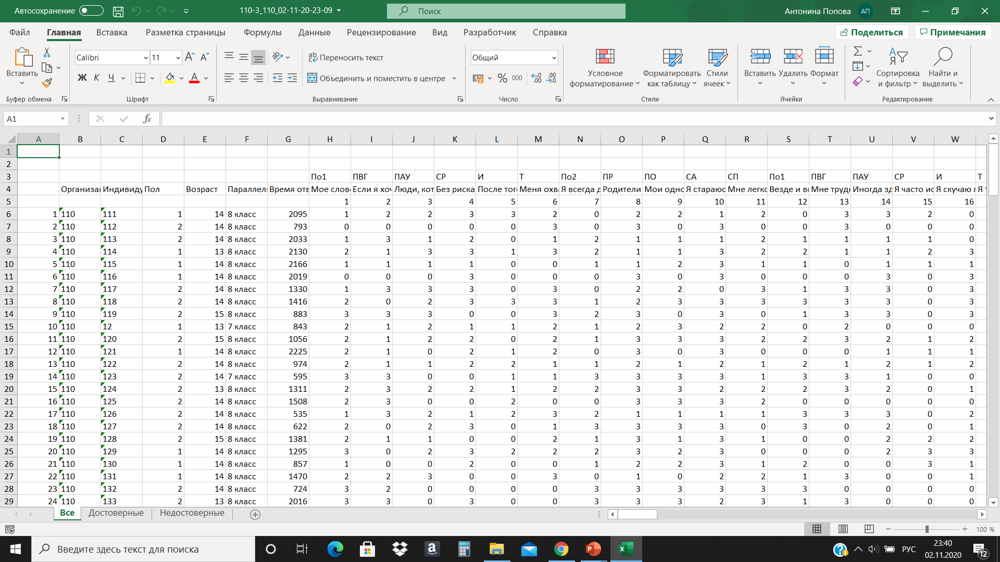 Автосохранение 110-3_110_02-11-20-23-09 Поиск Антонина Попова АП
Файл Главная Вставка Разметка страницы Формулы Данные Рецензирование Вид Разработчик Справка Поделиться Примечания
Вставить Calibri 11 Переносить текст Общий Условное форматирование Форматировать как таблицу Стили ячеек Вставить Удалить Формат Сортировка и фильтр Найти и выделить
Ж К Ч Объединить и поместить в центре % 000
Буфер обмена Шрифт Выравнивание Число Стили Ячейки Редактирование
A1 fx
A B C D E F G H I J K L M N O P Q R S T U V W
1
2
3 По1 ПВГ ПАУ СР И Т По2 ПР ПО СА СП По1 ПВГ ПАУ СР И Т
4 Организа Индивиду Пол Возраст Параллел Время отв Мое слов Если я хоч Люди, кот Без риска После тог Меня охв Я всегда д Родители Мои одно Я стараюс Мне легк Везде и в Мне труд Иногда зд Я часто ис Я скучаю Я т
5 1 2 3 4 5 6 7 8 9 10 11 12 13 14 15 16
6 1 110 111 1 14 8 класс 2095 1 2 2 3 3 2 0 2 2 1 2 0 3 3 2 0
7 2 110 112 2 14 8 класс 793 0 0 0 0 0 3 0 3 0 3 0 0 3 0 0 0
8 3 110 113 2 14 8 класс 2033 1 3 1 2 0 1 2 1 1 1 2 1 1 1 1 0
9 4 110 114 1 13 8 класс 2130 2 1 3 3 1 3 2 1 1 3 2 2 1 1 2 3
10 5 110 115 1 14 8 класс 2166 1 1 1 1 0 0 1 1 2 3 1 1 0 1 1 1
11 6 110 116 1 14 8 класс 2019 0 0 0 3 0 0 0 3 0 3 0 0 0 3 0 3
12 7 110 117 2 14 8 класс 1330 1 3 3 3 0 3 0 2 2 0 3 1 3 3 0 3
13 8 110 118 2 14 8 класс 1416 2 0 2 3 3 3 1 2 3 3 3 3 3 3 0 3
14 9 110 119 2 15 8 класс 883 3 3 3 0 0 3 2 3 0 3 0 1 3 3 0 3
15 10 110 12 1 13 7 класс 843 2 1 2 1 1 2 1 2 3 2 2 0 2 0 0 0
16 11 110 120 2 15 8 класс 1056 2 1 2 2 0 2 1 3 3 3 2 2 3 2 1 2
17 12 110 121 1 14 8 класс 2225 2 1 0 2 1 2 0 3 0 3 0 0 0 1 1 1
18 13 110 122 2 14 8 класс 974 2 1 1 2 2 1 1 2 1 2 1 2 1 2 1 2
19 14 110 123 2 14 7 класс 595 3 3 0 0 1 1 3 3 3 3 1 3 3 1 0 0
20 15 110 124 2 13 8 класс 1311 2 3 2 2 1 2 2 3 3 2 2 2 3 2 0 1
21 16 110 125 2 14 8 класс 1508 2 3 0 0 2 0 0 3 3 3 2 0 0 0 0 0
22 17 110 126 2 14 8 класс 535 1 3 2 1 2 3 2 1 1 1 1 3 3 3 0 2
23 18 110 127 2 14 8 класс 622 2 0 2 3 0 1 3 3 3 3 0 3 0 2 0 1
24 19 110 128 2 15 8 класс 1381 2 1 1 0 0 2 1 3 1 3 1 0 0 2 2 2
25 20 110 129 1 14 8 класс 1295 3 0 2 3 2 2 2 3 2 3 0 0 0 2 3 3
26 21 110 130 1 14 8 класс 857 1 0 0 2 0 0 1 2 2 3 1 2 0 0 3 1
27 22 110 131 1 14 8 класс 1470 2 2 3 0 0 3 0 1 0 2 2 1 3 0 0 1
28 23 110 132 2 14 8 класс 724 3 2 0 0 0 0 3 3 3 3 3 3 0 0 0 0
29 24 110 133 2 13 8 класс 2016 3 3 0 3 0 0 3 3 3 2 3 1 3 0 0 0
Все Достоверные Недостоверные
100 %
Введите здесь текст для поиска РУС 23:40
02.11.2020 12